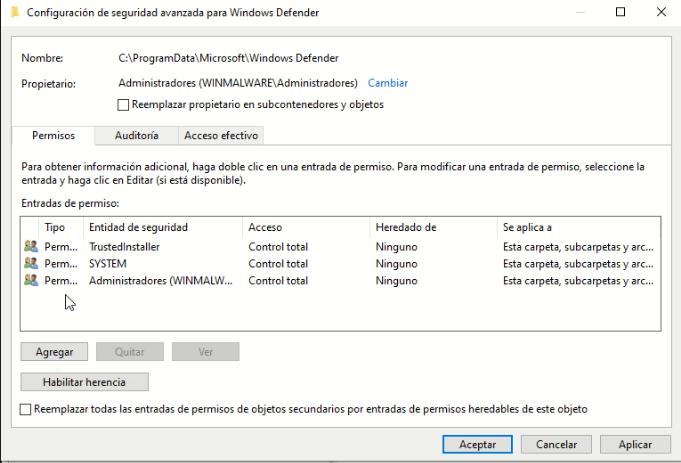 Configuración de seguridad avanzada para Windows Defender
Nombre: C:\ProgramData\Microsoft\Windows Defender
Propietario: Administradores (WINMALWARE\Administradores) Cambiar
Reemplazar propietario en subcontenedores y objetos
Permisos Auditoría Acceso efectivo
Para obtener información adicional, haga doble clic en una entrada de permiso. Para modificar una entrada de permiso, seleccione la
entrada y haga clic en Editar (si está disponible).
Entradas de permiso:
Tipo Entidad de seguridad Acceso Heredado de Se aplica a
Perm... TrustedInstaller Control total Ninguno Esta carpeta, subcarpetas y arc...
Perm... SYSTEM Control total Ninguno Esta carpeta, subcarpetas y arc...
Perm... Administradores (WINMALW... Control total Ninguno Esta carpeta, subcarpetas y arc...
Agregar Quitar Ver
Habilitar herencia
Reemplazar todas las entradas de permisos de objetos secundarios por entradas de permisos heredables de este objeto
Aceptar Cancelar Aplicar